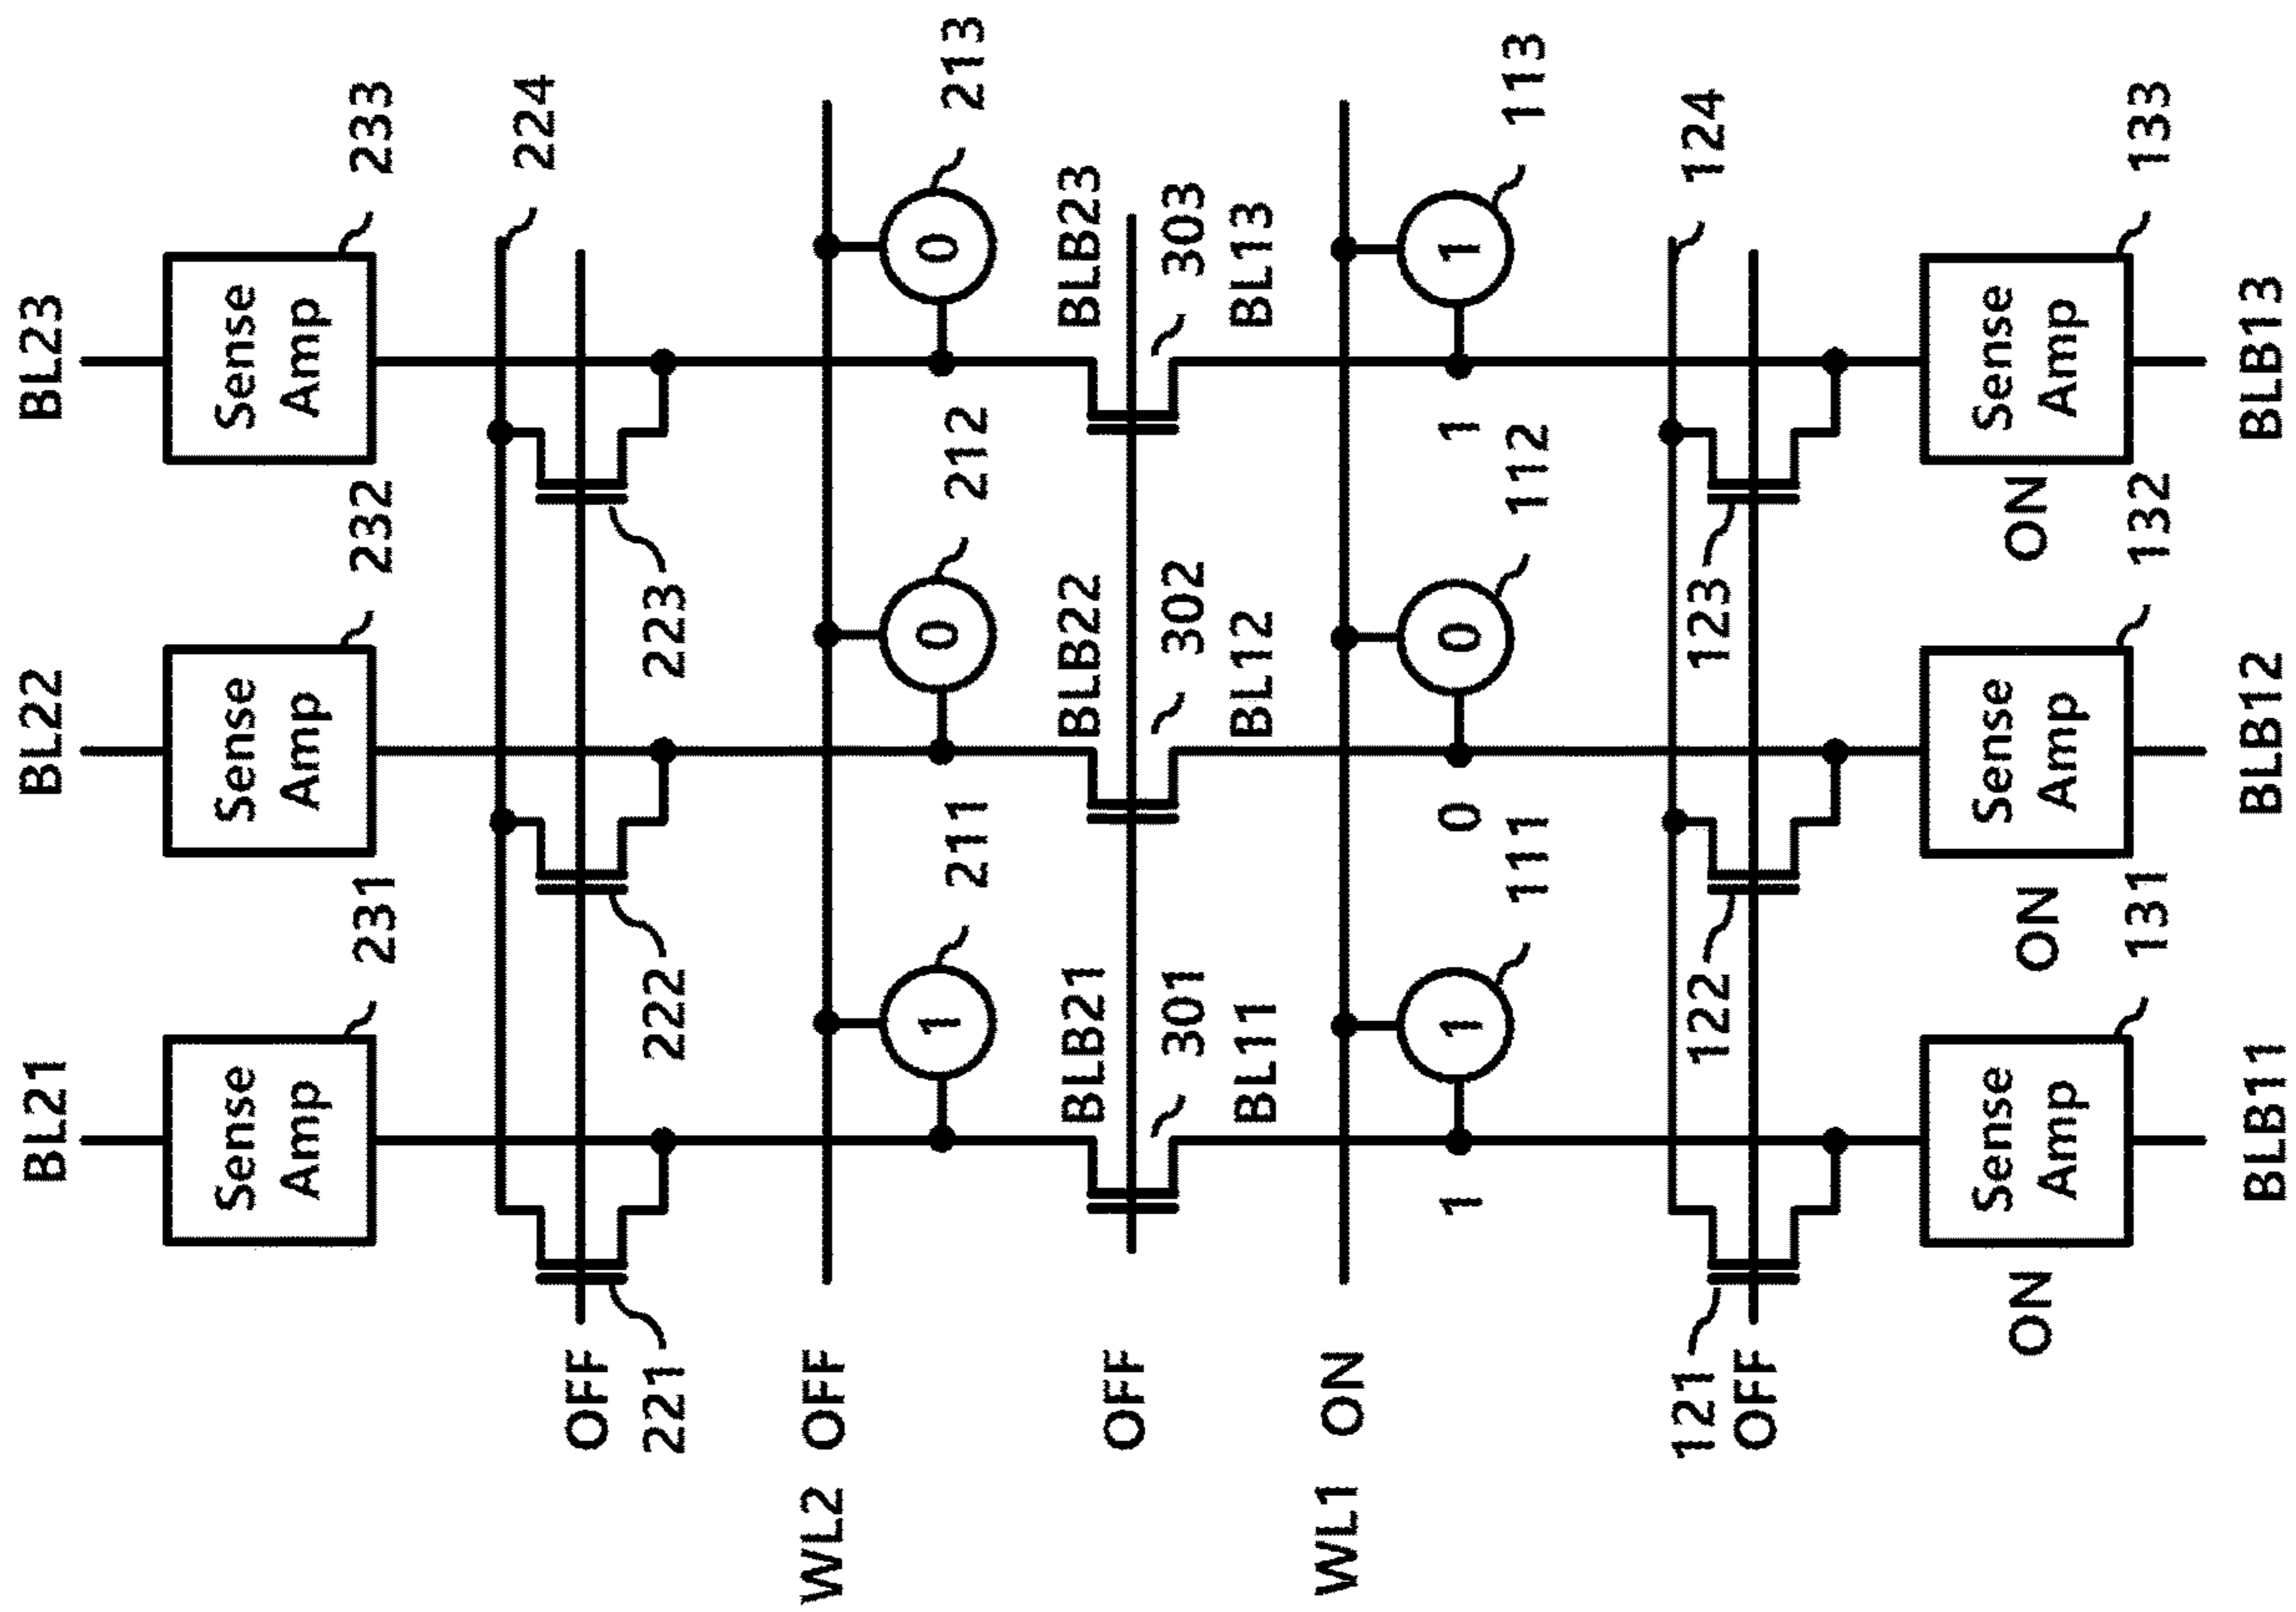 BL21
BL22
BL23
Sense
Amp
231
Sense
Amp
232
Sense
Amp
233
224
OFF
221
222
223
WL2 OFF
1
211
0
212
0
213
BLB21
BLB22
BLB23
OFF
301
302
303
BL11
BL12
BL13
WL1 ON
1
1
111
0
0
112
1
1
113
124
121
122
123
OFF
ON
Sense
Amp
131
ON
Sense
Amp
132
ON
Sense
Amp
133
BLB11
BLB12
BLB13